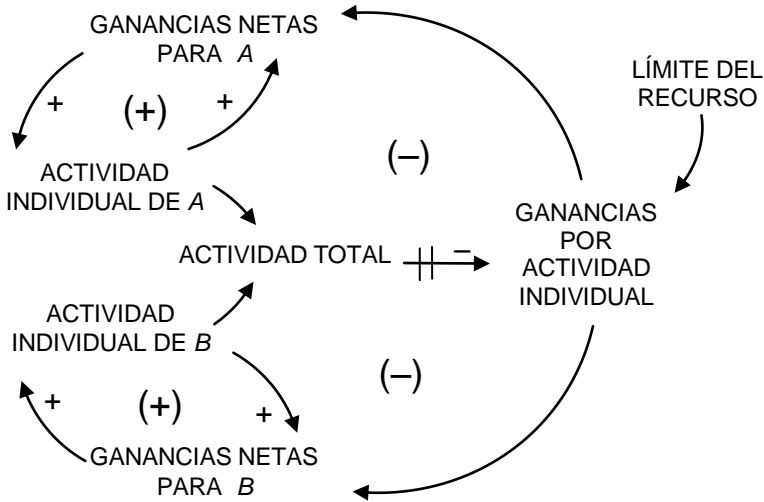 GANANCIAS NETAS
PARA A
LÍMITE DEL
RECURSO
+
(+)
+
(–)
ACTIVIDAD
INDIVIDUAL DE A
GANANCIAS
POR
ACTIVIDAD
INDIVIDUAL
ACTIVIDAD TOTAL
–
ACTIVIDAD
INDIVIDUAL DE B
(–)
+
(+)
+
GANANCIAS NETAS
PARA B